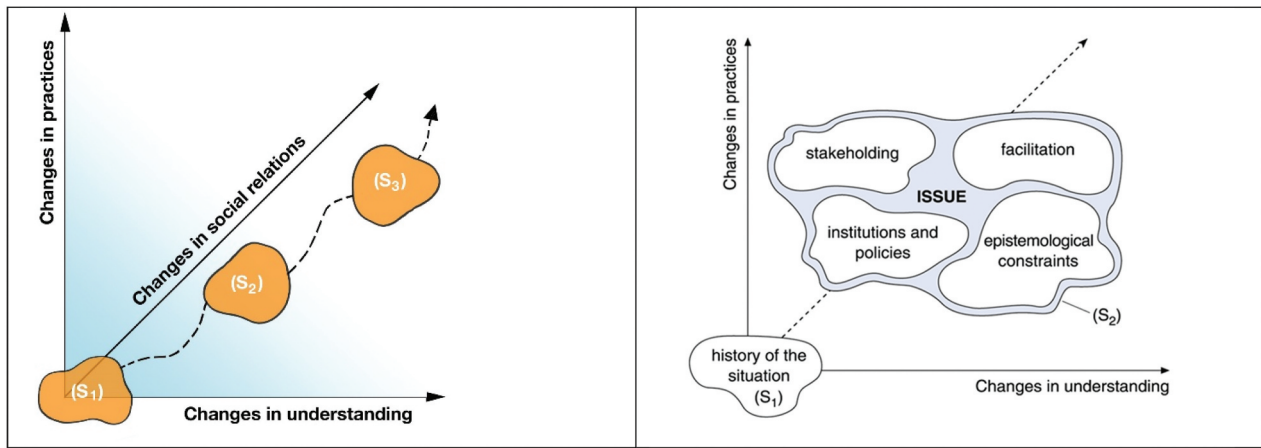 Changes in practices
Changes in social relations
(S3)
(S2)
(S1)
Changes in understanding
Changes in practices
stakeholding
facilitation
ISSUE
institutions and
policies
epistemological
constraints
(S2)
history of the
situation
(S1)
Changes in understanding